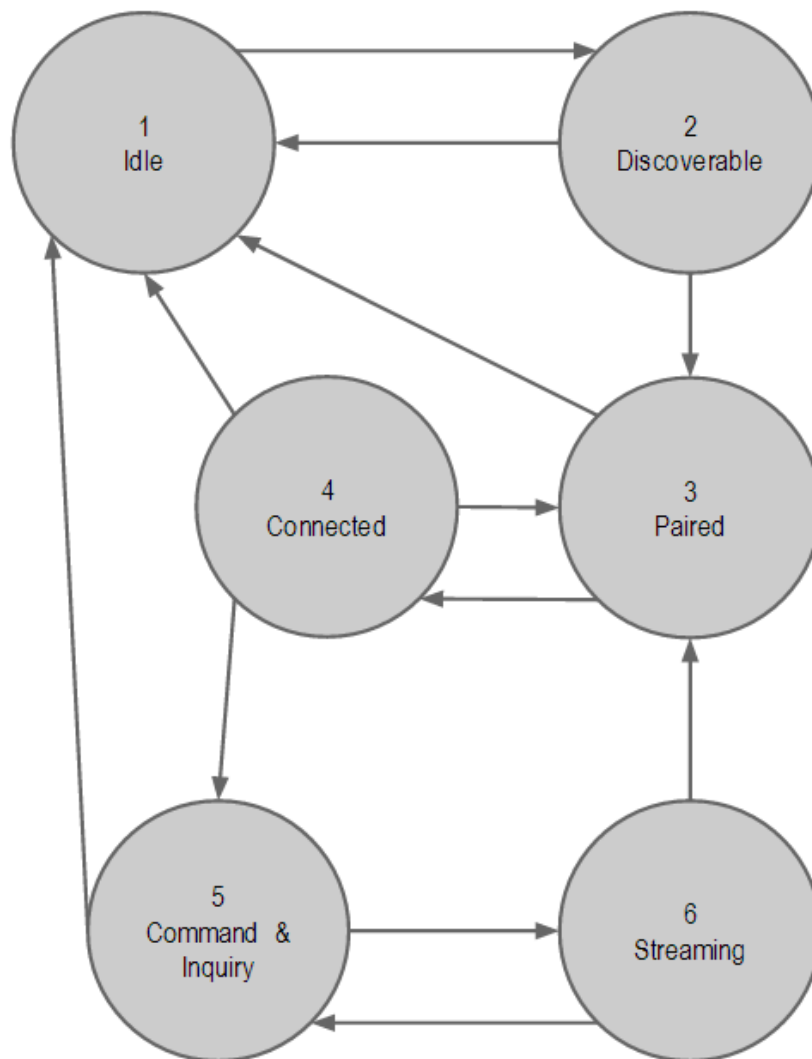 1
Idle
2
Discoverable
4
Connected
3
Paired
5
Command &
Inquiry
6
Streaming